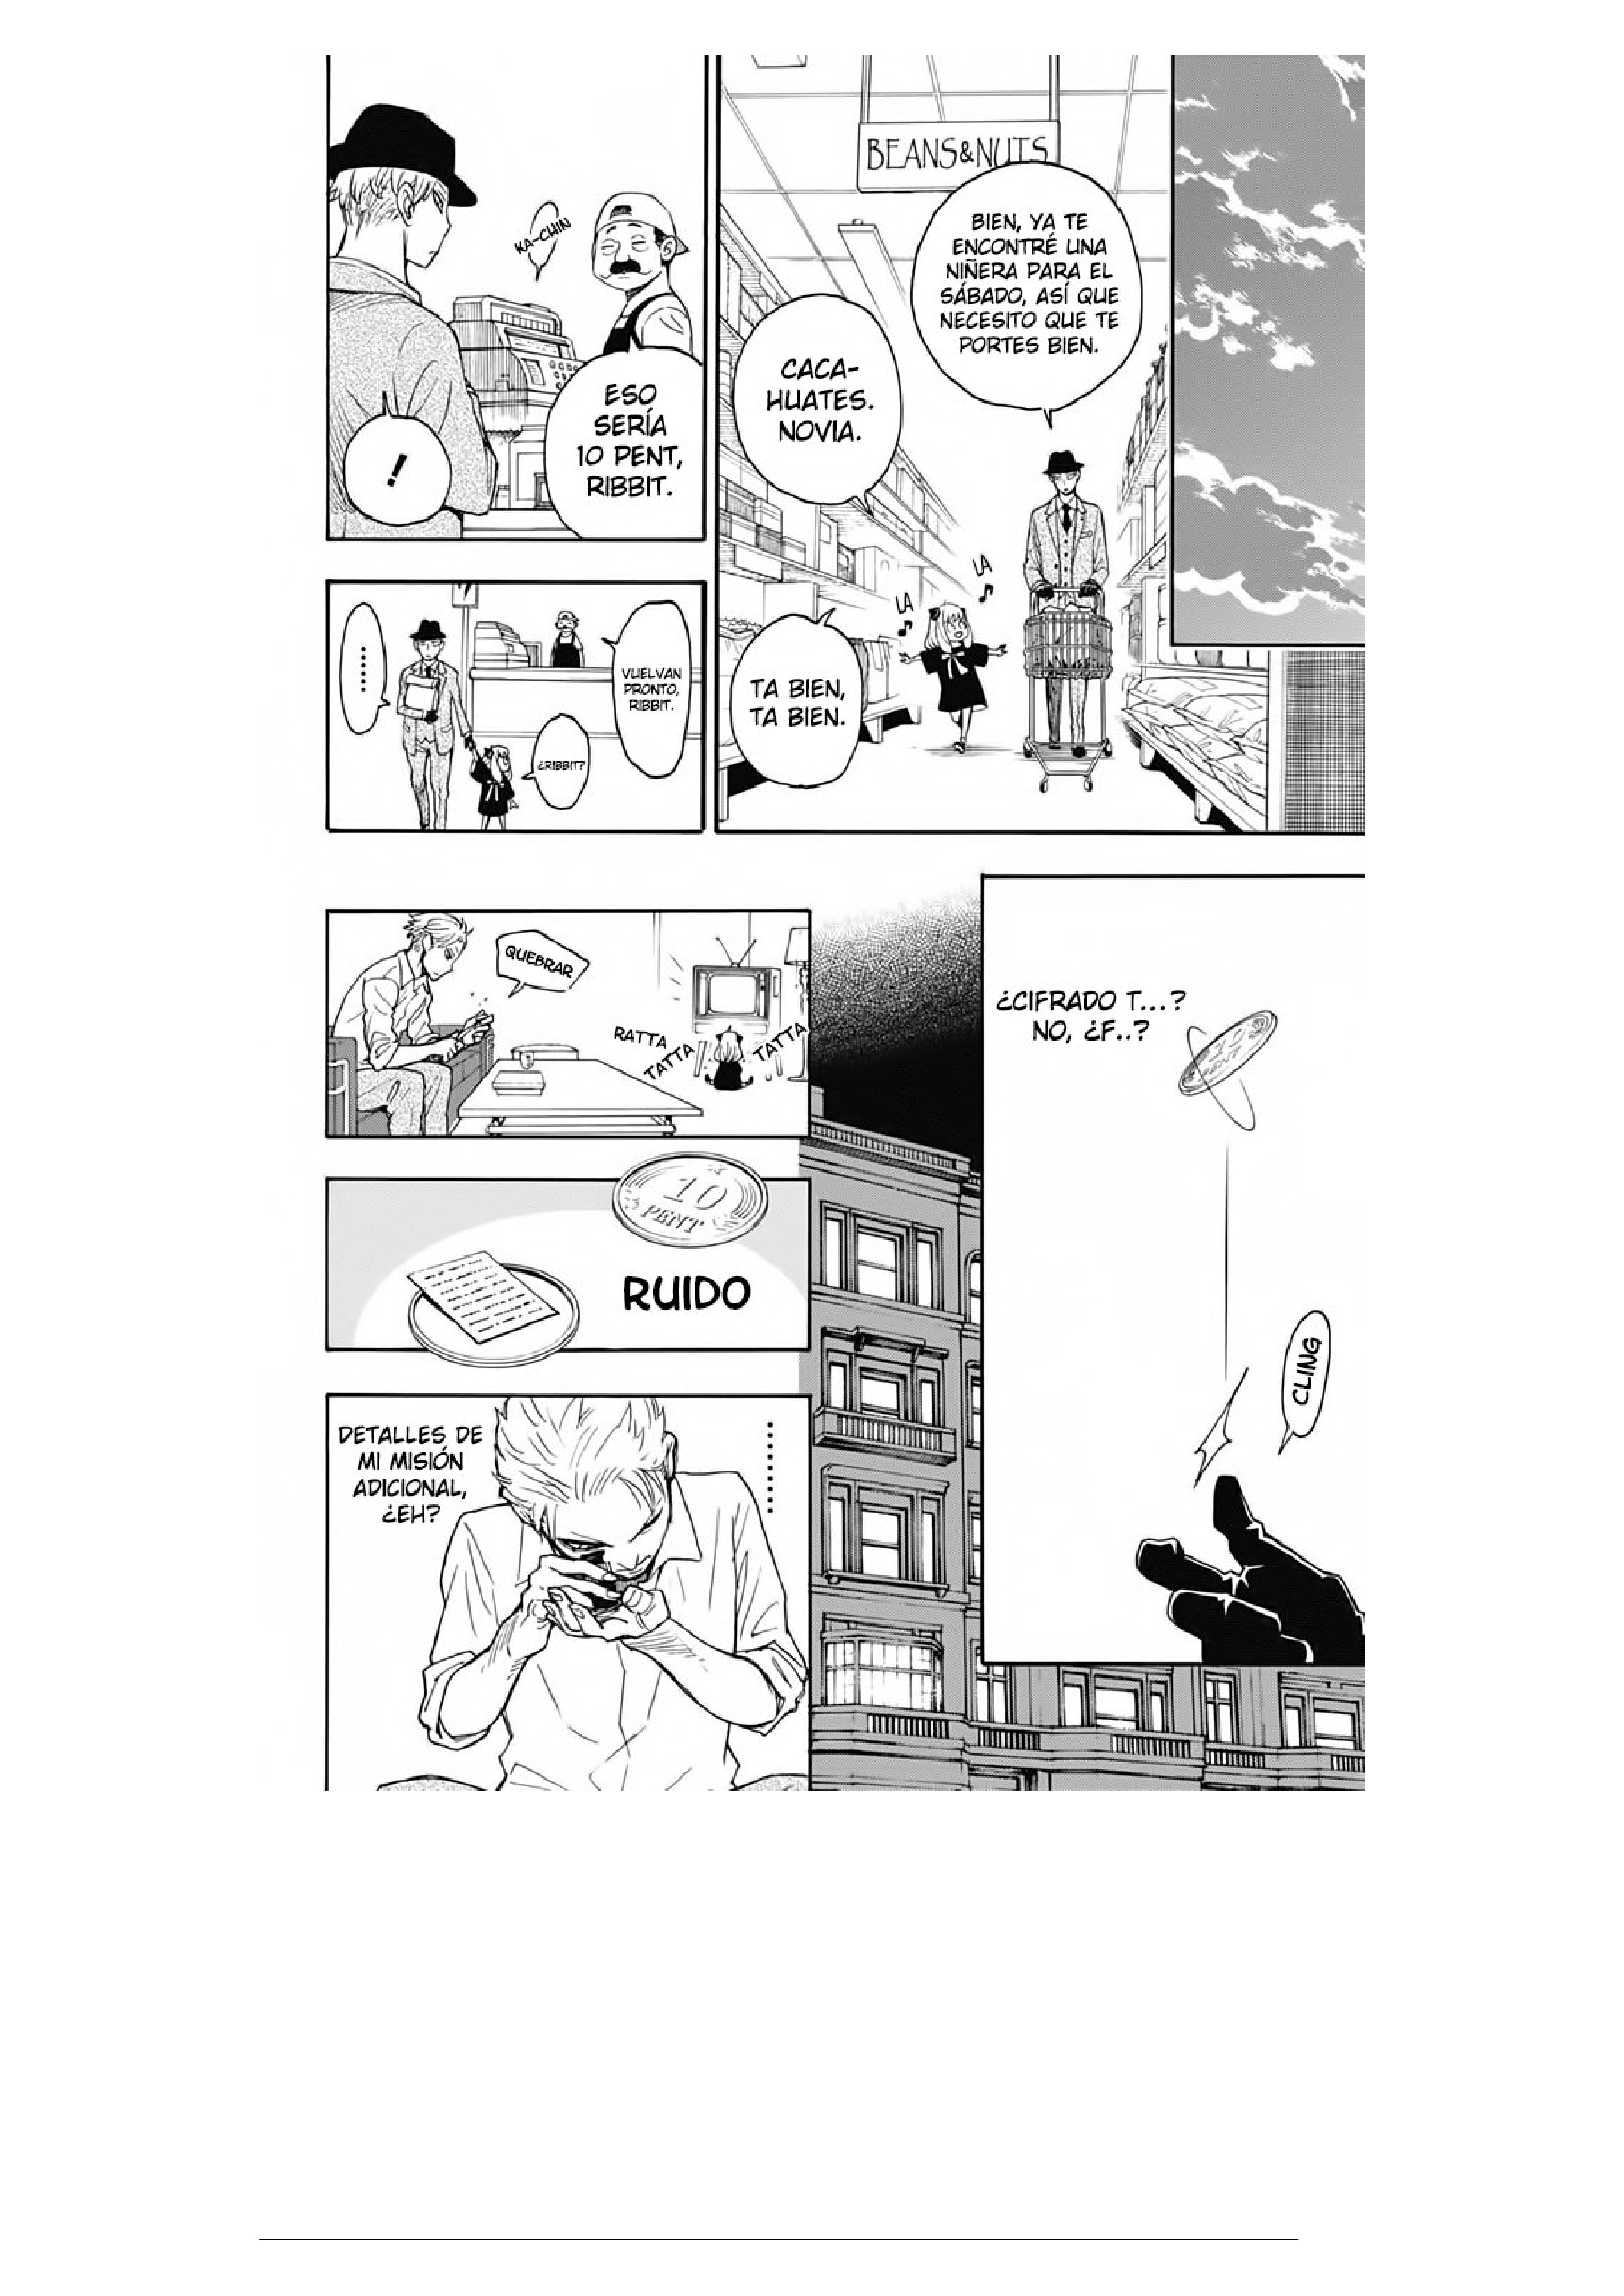 BEANS&NUTS
BIEN, YA TE
ENCONTRÉ UNA
NIÑERA PARA EL
SÁBADO, ASÍ QUE
NECESITO QUE TE
PORTES BIEN.
CACA-
HUATES.
NOVIA.
LA
LA
TA BIEN,
TA BIEN.
KA-CHIN
ESO
SERÍA
10 PENT,
RIBBIT.
!
VUELVAN
PRONTO,
RIBBIT.
¿RIBBIT?
......
¿CIFRADO T...?
NO, ¿F..?
CLING
QUEBRAR
RATTA
TATTA
TATTA
10
PENT
RUIDO
........
DETALLES DE
MI MISIÓN
ADICIONAL,
¿EH?